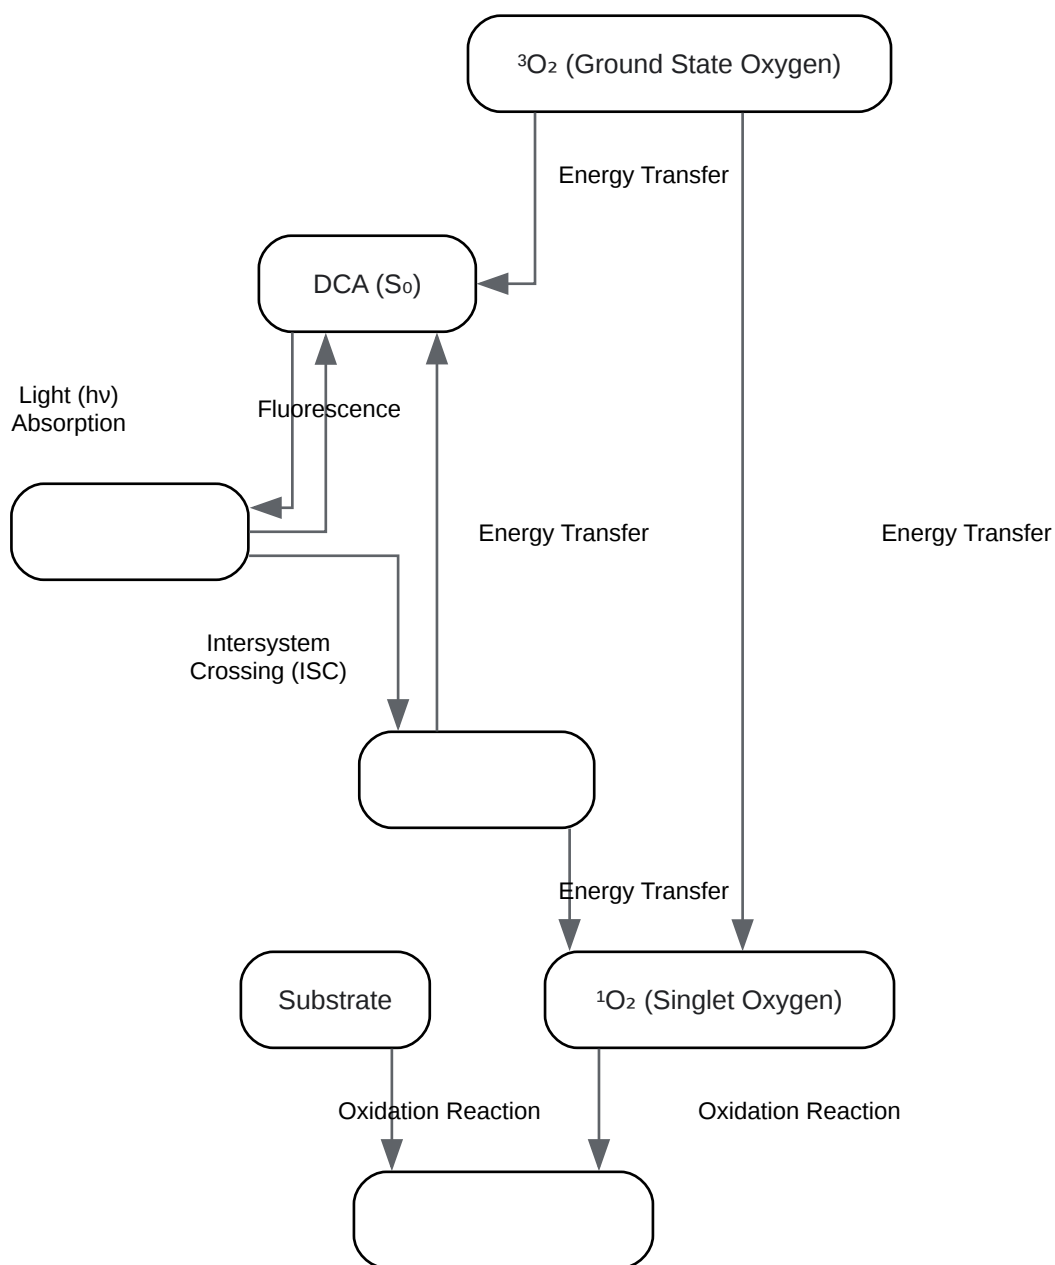 ³O₂ (Ground State Oxygen)
Energy Transfer
DCA (S₀)
Light (hν)
Absorption
Fluorescence
Energy Transfer
Energy Transfer
Intersystem
Crossing (ISC)
Energy Transfer
Substrate
¹O₂ (Singlet Oxygen)
Oxidation Reaction
Oxidation Reaction